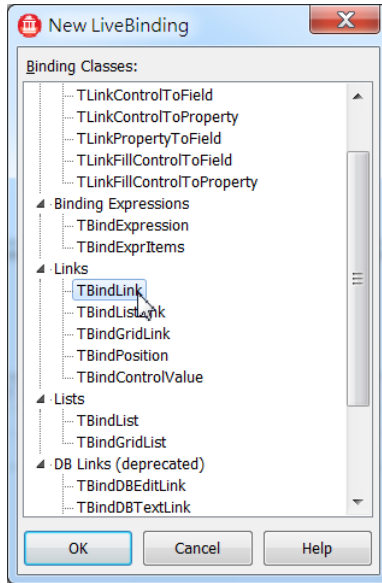 New LiveBinding
Binding Classes:
TLinkControlToField
TLinkControlToProperty
TLinkPropertyToField
TLinkFillControlToField
TLinkFillControlToProperty
Binding Expressions
TBindExpression
TBindExprItems
Links
TBindLink
TBindListLink
TBindGridLink
TBindPosition
TBindControlValue
Lists
TBindList
TBindGridList
DB Links (deprecated)
TBindDBEditLink
TBindDBTextLink
OK
Cancel
Help